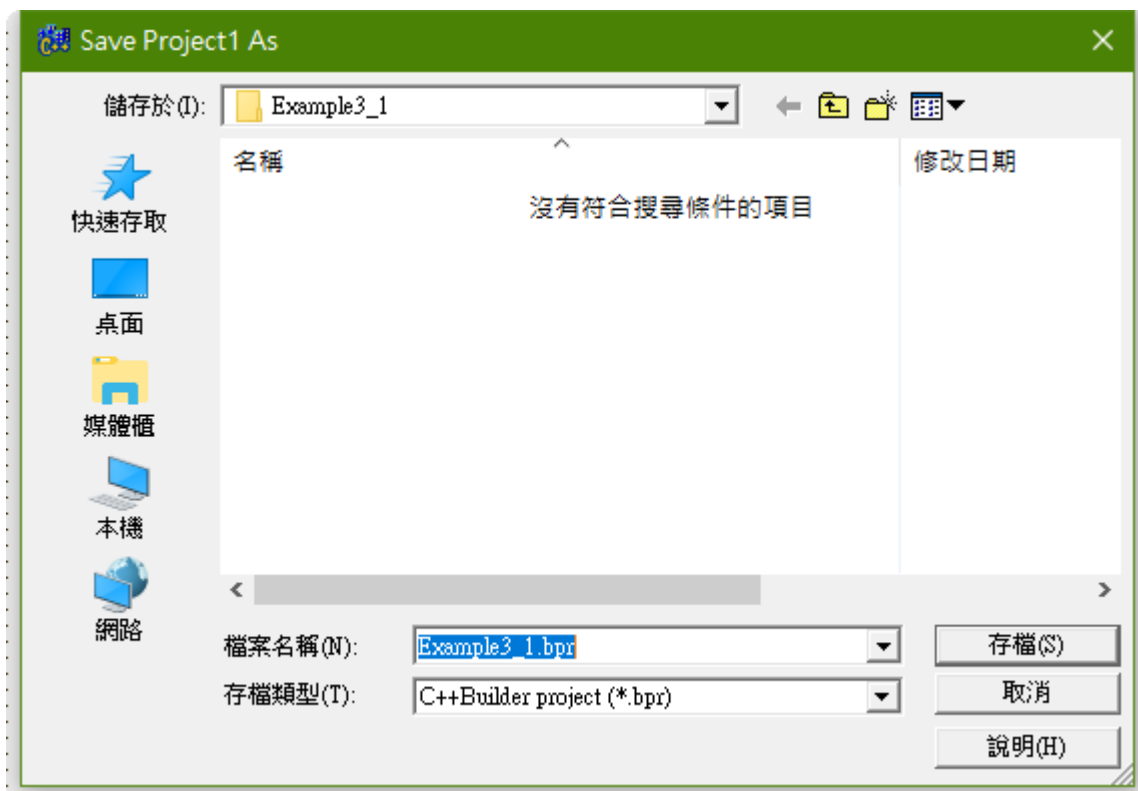 Save Project1 As
儲存於(I): Example3_1
名稱 修改日期
沒有符合搜尋條件的項目
快速存取
桌面
媒體櫃
本機
網路
檔案名稱(N): Example3_1.bpr 存檔(S)
存檔類型(T): C++Builder project (*.bpr) 取消
說明(H)